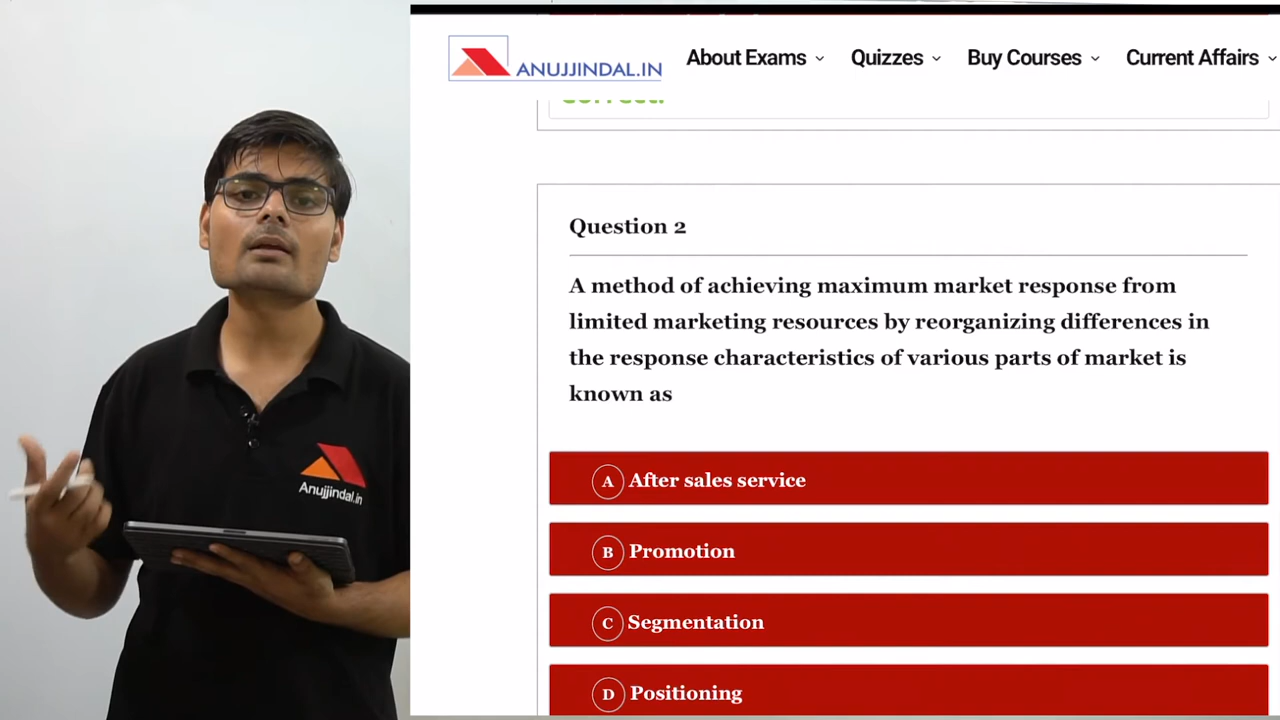 ANUJJINDAL.IN
About Exams
Quizzes
Buy Courses
Current Affairs
Correct!
Question 2
A method of achieving maximum market response from
limited marketing resources by reorganizing differences in
the response characteristics of various parts of market is
known as
A After sales service
B Promotion
C Segmentation
D Positioning
Anujjindal.in